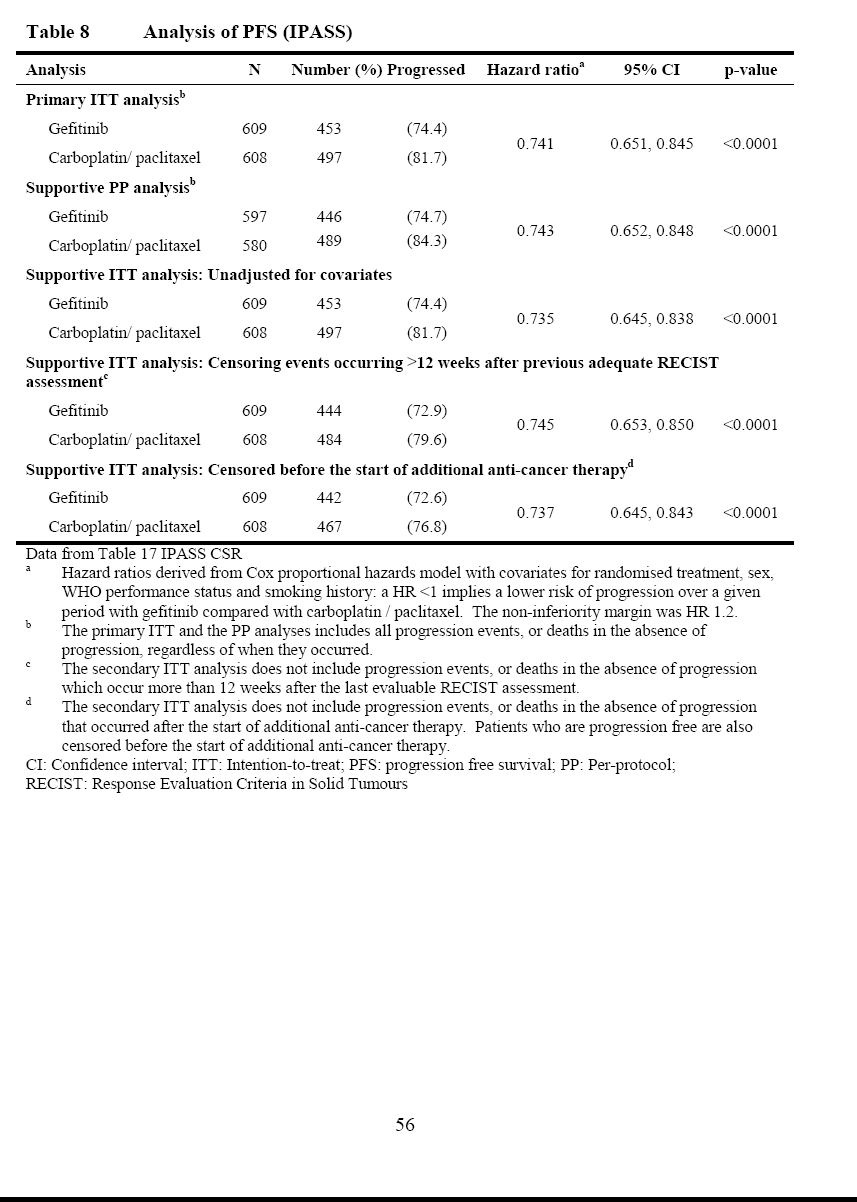 Table 8 Analysis of PFS (IPASS)
Analysis N Number (%) Progressed Hazard ratioᵃ 95% CI p-value
Primary ITT analysisᵇ
Gefitinib 609 453 (74.4)
0.741 0.651, 0.845 <0.0001
Carboplatin/ paclitaxel 608 497 (81.7)
Supportive PP analysisᵇ
Gefitinib 597 446 (74.7)
0.743 0.652, 0.848 <0.0001
Carboplatin/ paclitaxel 580 489 (84.3)
Supportive ITT analysis: Unadjusted for covariates
Gefitinib 609 453 (74.4)
0.735 0.645, 0.838 <0.0001
Carboplatin/ paclitaxel 608 497 (81.7)
Supportive ITT analysis: Censoring events occurring >12 weeks after previous adequate RECIST
assessmentᶜ
Gefitinib 609 444 (72.9)
0.745 0.653, 0.850 <0.0001
Carboplatin/ paclitaxel 608 484 (79.6)
Supportive ITT analysis: Censored before the start of additional anti-cancer therapyᵈ
Gefitinib 609 442 (72.6)
0.737 0.645, 0.843 <0.0001
Carboplatin/ paclitaxel 608 467 (76.8)
Data from Table 17 IPASS CSR
a Hazard ratios derived from Cox proportional hazards model with covariates for randomised treatment, sex,
WHO performance status and smoking history: a HR <1 implies a lower risk of progression over a given
period with gefitinib compared with carboplatin / paclitaxel. The non-inferiority margin was HR 1.2.
b The primary ITT and the PP analyses includes all progression events, or deaths in the absence of
progression, regardless of when they occurred.
c The secondary ITT analysis does not include progression events, or deaths in the absence of progression
which occur more than 12 weeks after the last evaluable RECIST assessment.
d The secondary ITT analysis does not include progression events, or deaths in the absence of progression
that occurred after the start of additional anti-cancer therapy. Patients who are progression free are also
censored before the start of additional anti-cancer therapy.
CI: Confidence interval; ITT: Intention-to-treat; PFS: progression free survival; PP: Per-protocol;
RECIST: Response Evaluation Criteria in Solid Tumours
56